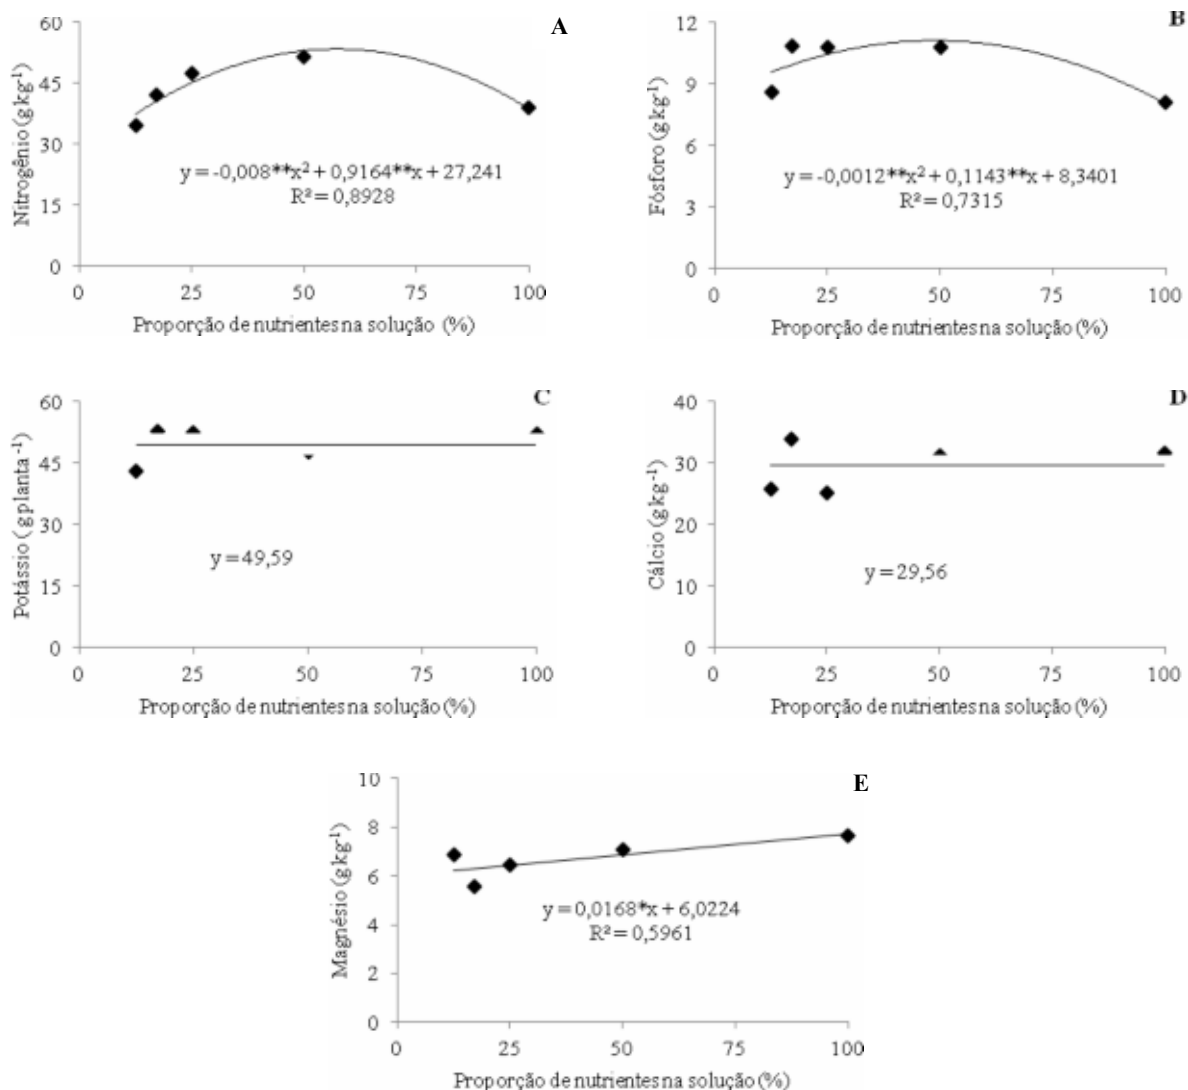 A
60
45
30
15
0
Nitrogênio (g kg-1)
y = -0,008**x² + 0,9164**x + 27,241
R² = 0,8928
0 25 50 75 100
Proporção de nutrientes na solução (%)
B
12
9
6
3
0
Fósforo (g kg-1)
y = -0,0012**x² + 0,1143**x + 8,3401
R² = 0,7315
0 25 50 75 100
Proporção de nutrientes na solução (%)
C
60
45
30
15
0
Potássio (g planta-1)
y = 49,59
0 25 50 75 100
Proporção de nutrientes na solução (%)
D
40
30
20
10
0
Cálcio (g kg-1)
y = 29,56
0 25 50 75 100
Proporção de nutrientes na solução (%)
E
10
8
6
4
2
0
Magnésio (g kg-1)
y = 0,0168*x + 6,0224
R² = 0,5961
0 25 50 75 100
Proporção de nutrientes na solução (%)